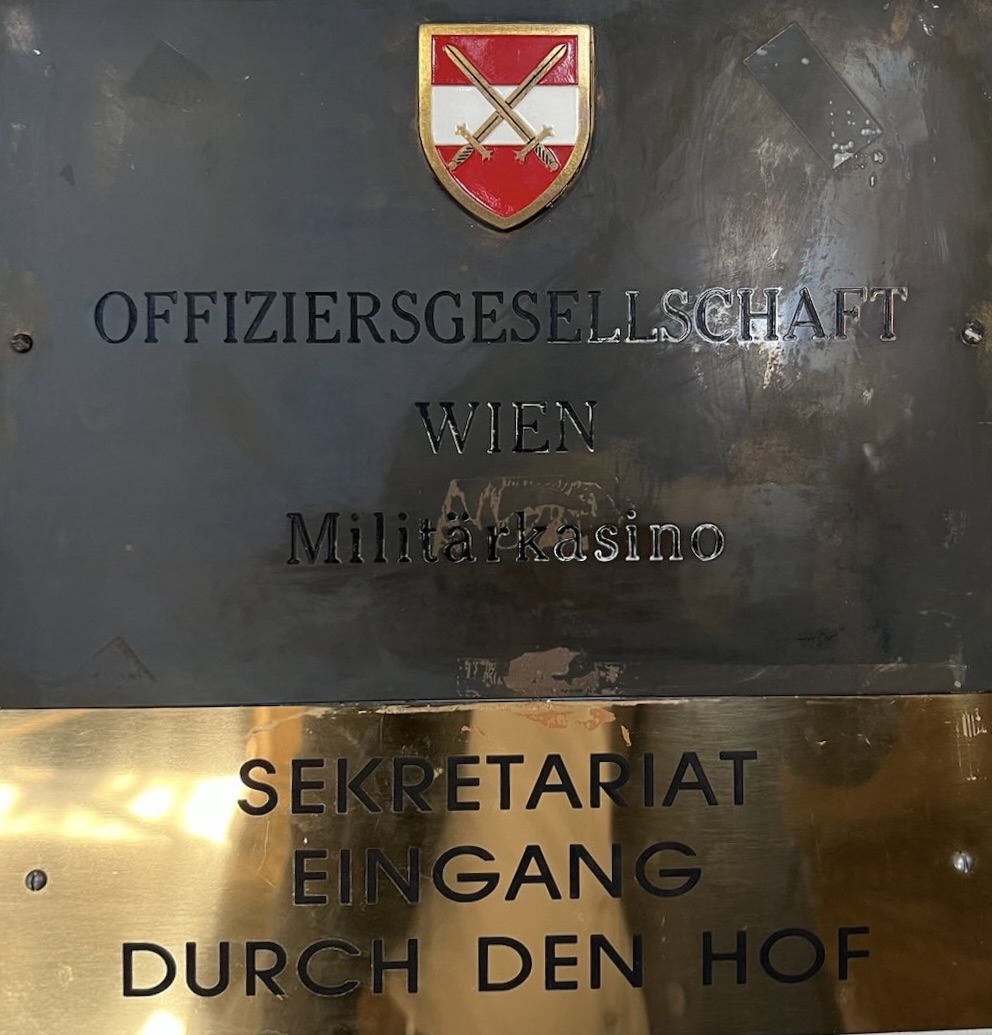 OFFIZIERSGESELLSCHAFT
WIEN
Militärkasino
SEKRETARIAT
EINGANG
DURCH DEN HOF